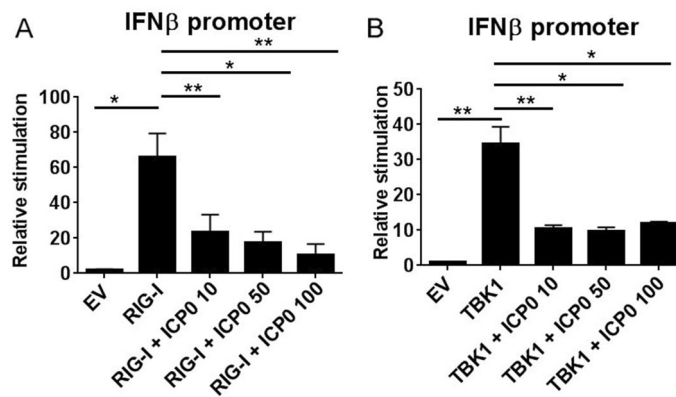 A
IFNβ promoter
**
*
* **
Relative stimulation
100
80
60
40
20
0
EV
RIG-I
RIG-I + ICP0 10
RIG-I + ICP0 50
RIG-I + ICP0 100
B
IFNβ promoter
*
*
** **
Relative stimulation
50
40
30
20
10
0
EV
TBK1
TBK1 + ICP0 10
TBK1 + ICP0 50
TBK1 + ICP0 100